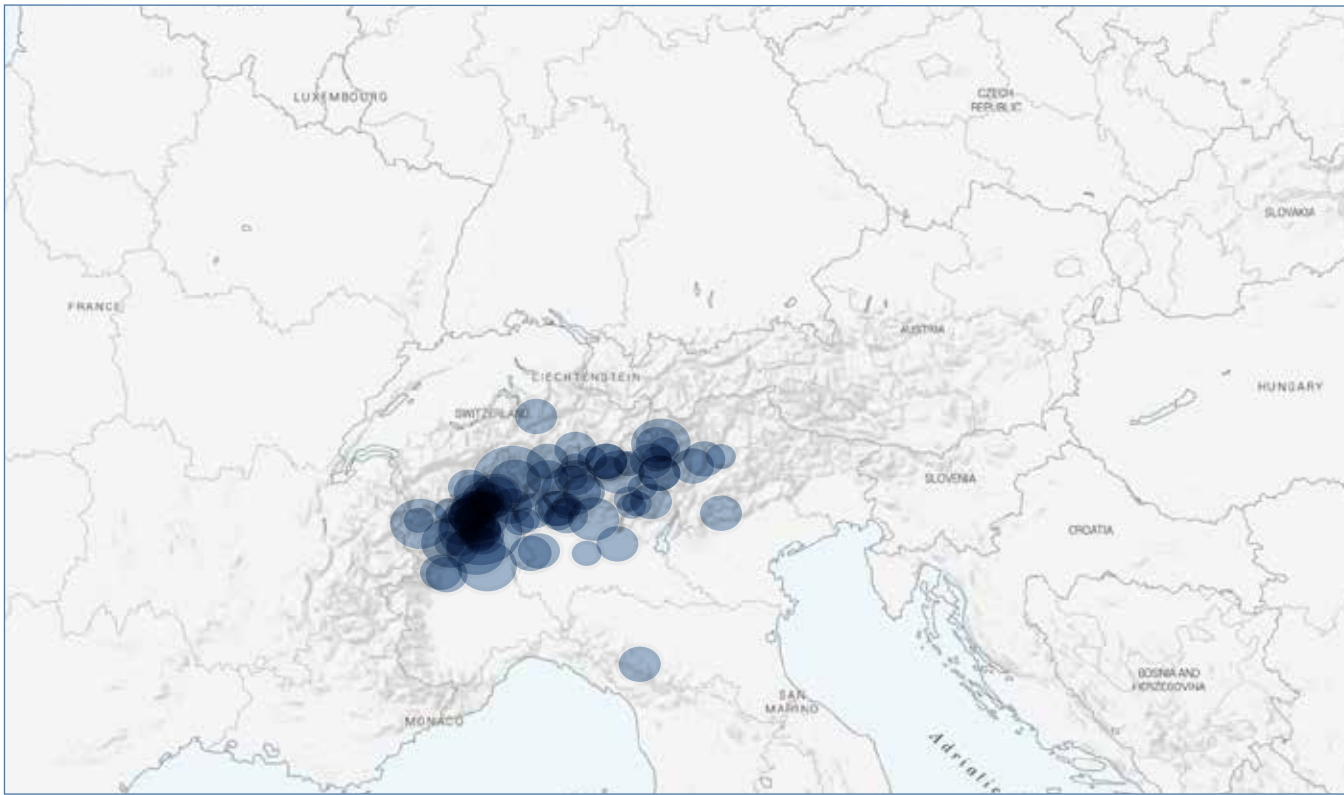 LUXEMBOURG
CZECH
REPUBLIC
SLOVAKIA
FRANCE
AUSTRIA
LIECHTENSTEIN
HUNGARY
SWITZERLAND
SLOVENIA
CROATIA
BOSNIA AND
HERZEGOVINA
SAN
MARINO
MONACO
Adriatic